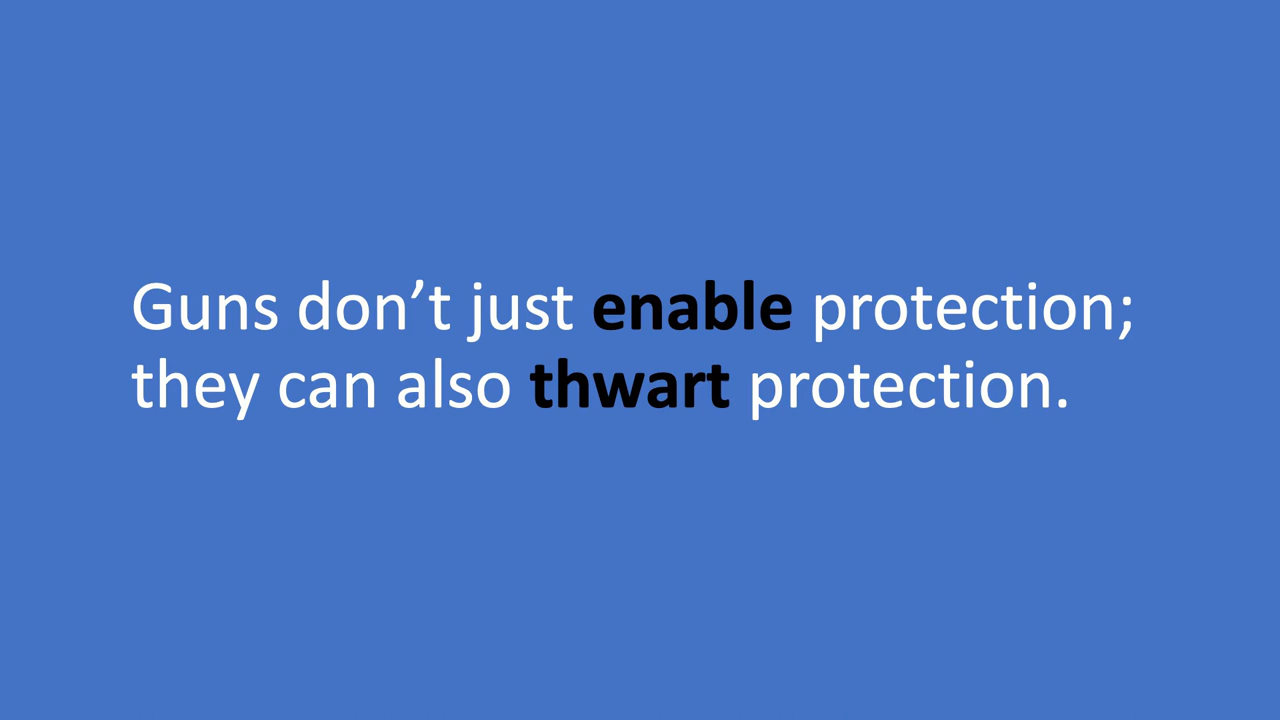 Guns don’t just enable protection;
they can also thwart protection.